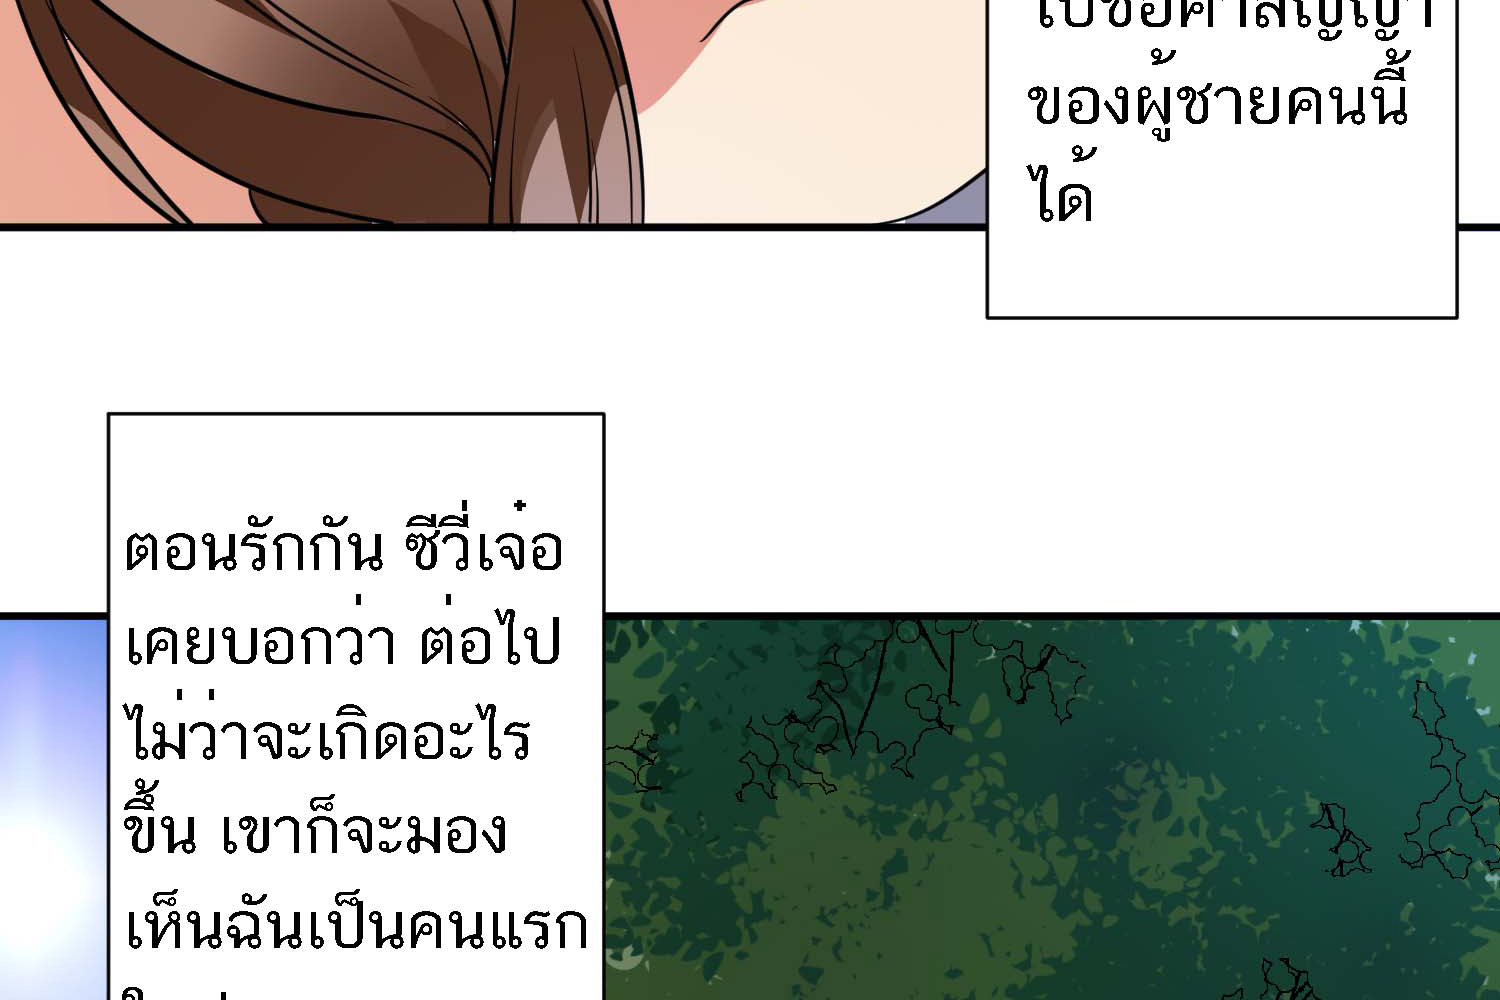 ของผู้ชายคนนี้
ได้
ตอนรักกัน ซีวี่เจ๋อ
เคยบอกว่า ต่อไป
ไม่ว่าจะเกิดอะไร
ขึ้น เขาก็จะมอง
เห็นฉันเป็นคนแรก